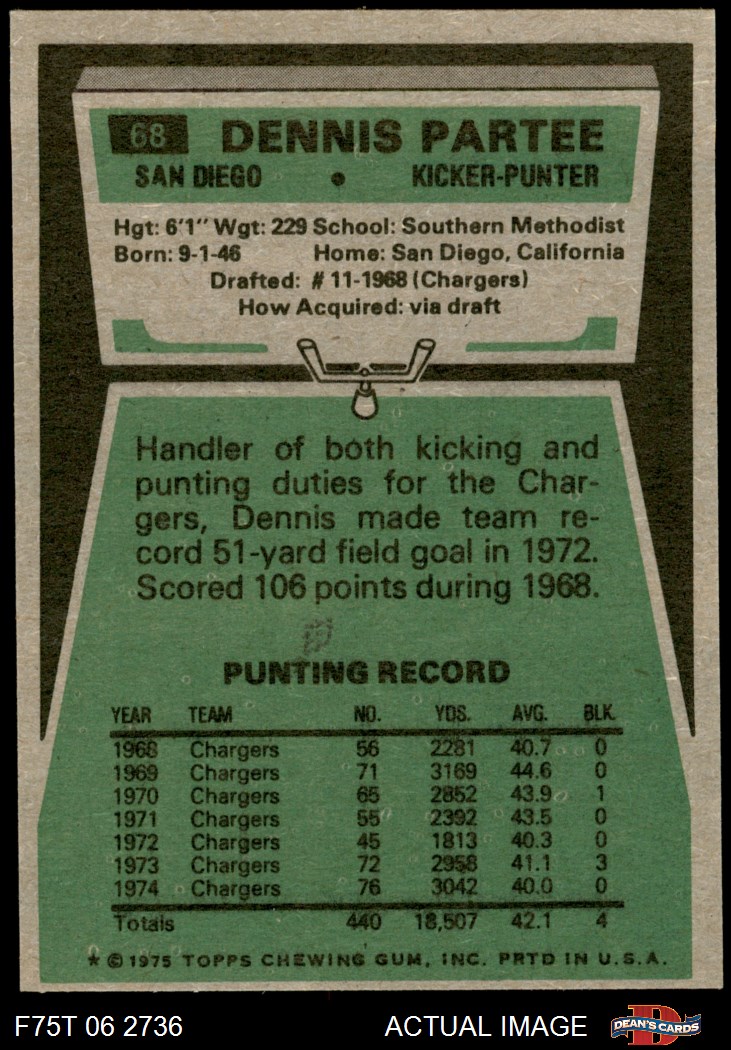 68 DENNIS PARTEE
SAN DIEGO • KICKER-PUNTER
Hgt: 6'1" Wgt: 229 School: Southern Methodist
Born: 9-1-46 Home: San Diego, California
Drafted: # 11-1968 (Chargers)
How Acquired: via draft
Handler of both kicking and
punting duties for the Char-
gers, Dennis made team re-
cord 51-yard field goal in 1972.
Scored 106 points during 1968.
PUNTING RECORD
YEAR TEAM NO. YDS. AVG. BLK.
1968 Chargers 56 2281 40.7 0
1969 Chargers 71 3169 44.6 0
1970 Chargers 65 2852 43.9 1
1971 Chargers 55 2392 43.5 0
1972 Chargers 45 1813 40.3 0
1973 Chargers 72 2958 41.1 3
1974 Chargers 76 3042 40.0 0
Totals 440 18,507 42.1 4
* © 1975 TOPPS CHEWING GUM, INC. PRTD IN U.S.A.
F75T 06 2736 ACTUAL IMAGE DEAN'S CARDS